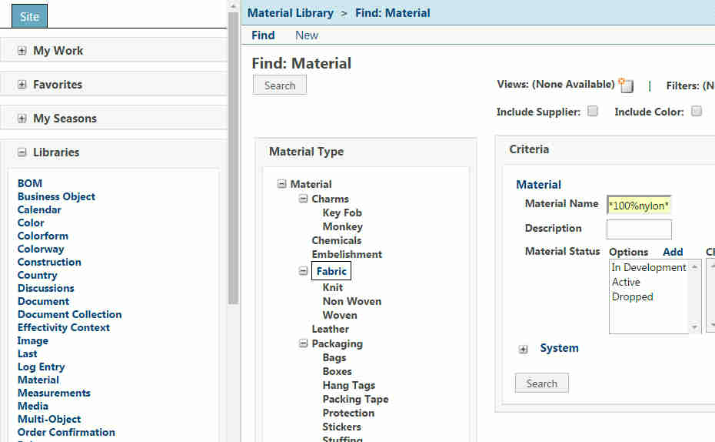 Site
My Work
Favorites
My Seasons
Libraries
BOM
Business Object
Calendar
Color
Colorform
Colorway
Construction
Country
Discussions
Document
Document Collection
Effectivity Context
Image
Last
Log Entry
Material
Measurements
Media
Multi-Object
Order Confirmation
Material Library > Find: Material
Find New
Find: Material
Search
Views: (None Available) | Filters: (N
Include Supplier: Include Color:
Material Type
Material
Charms
Key Fob
Monkey
Chemicals
Embelishment
Fabric
Knit
Non Woven
Woven
Leather
Packaging
Bags
Boxes
Hang Tags
Packing Tape
Protection
Stickers
Stuffing
Criteria
Material
Material Name *100%nylon*
Description
Material Status Options Add
In Development
Active
Dropped
System
Search